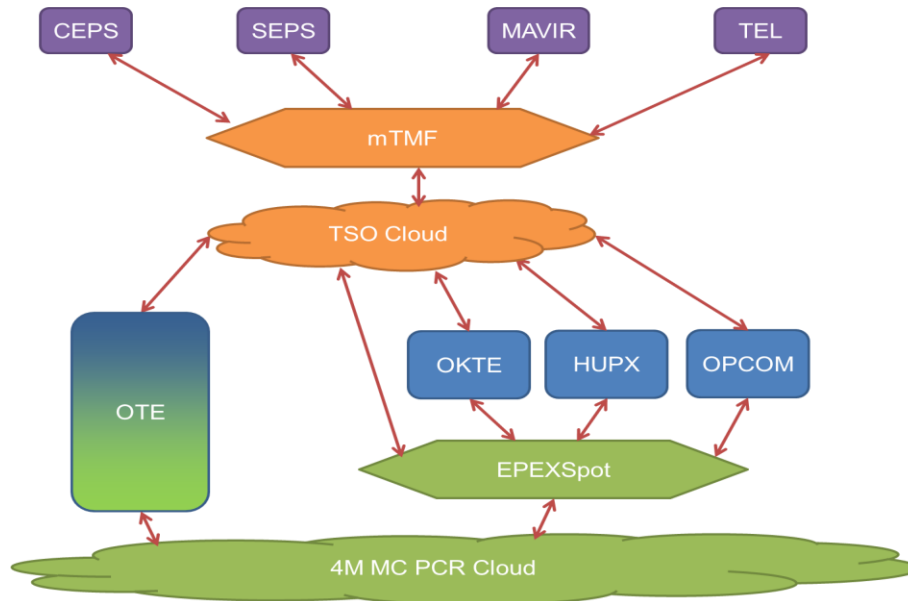 CEPS
SEPS
MAVIR
TEL
mTMF
TSO Cloud
OKTE
HUPX
OPCOM
OTE
EPEXSpot
4M MC PCR Cloud